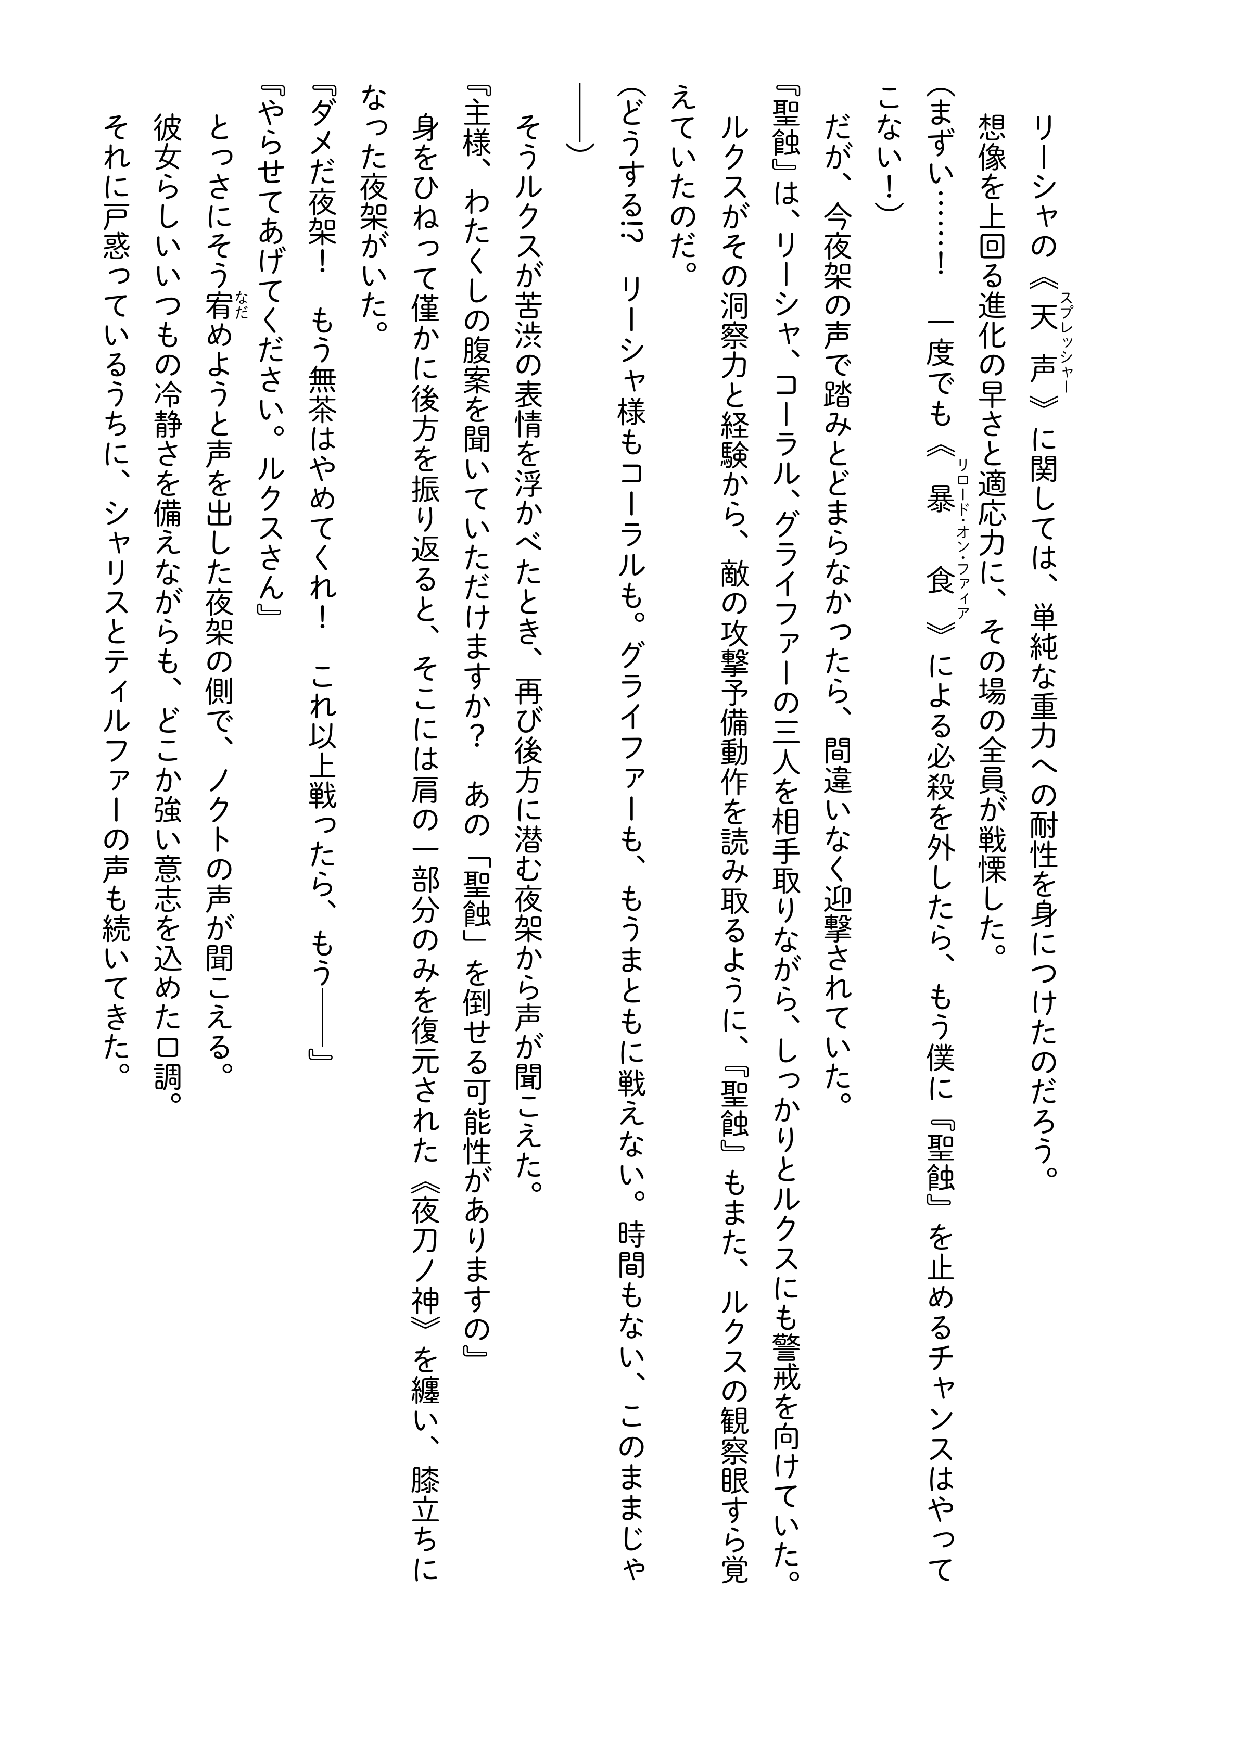 リーシャの《天声》に関しては、単純な重力への耐性を身につけたのだろう。
スプレッシャー
想像を上回る進化の早さと適応力に、その場の全員が戦慄した。
(まずい……！　一度でも《暴食》による必殺を外したら、もう僕に『聖蝕』を止めるチャンスはやって
リロード・オン・ファイア
こない！)
だが、今夜架の声で踏みとどまらなかったら、間違いなく迎撃されていた。
『聖蝕』は、リーシャ、コーラル、グライファーの三人を相手取りながら、しっかりとルクスにも警戒を向けていた。
ルクスがその洞察力と経験から、敵の攻撃予備動作を読み取るように、『聖蝕』もまた、ルクスの観察眼すら覚
えていたのだ。
(どうする!?　リーシャ様もコーラルも。グライファーも、もうまともに戦えない。時間もない、このままじゃ
――)
そうルクスが苦渋の表情を浮かべたとき、再び後方に潜む夜架から声が聞こえた。
『主様、わたくしの腹案を聞いていただけますか？　あの「聖蝕」を倒せる可能性がありますの』
身をひねって僅かに後方を振り返ると、そこには肩の一部分のみを復元された《夜刀ノ神》を纏い、膝立ちに
なった夜架がいた。
『ダメだ夜架！　もう無茶はやめてくれ！　これ以上戦ったら、もう――』
『やらせてあげてください。ルクスさん』
とっさにそう宥めようと声を出した夜架の側で、ノクトの声が聞こえる。
なだ
彼女らしいいつもの冷静さを備えながらも、どこか強い意志を込めた口調。
それに戸惑っているうちに、シャリスとティルファーの声も続いてきた。